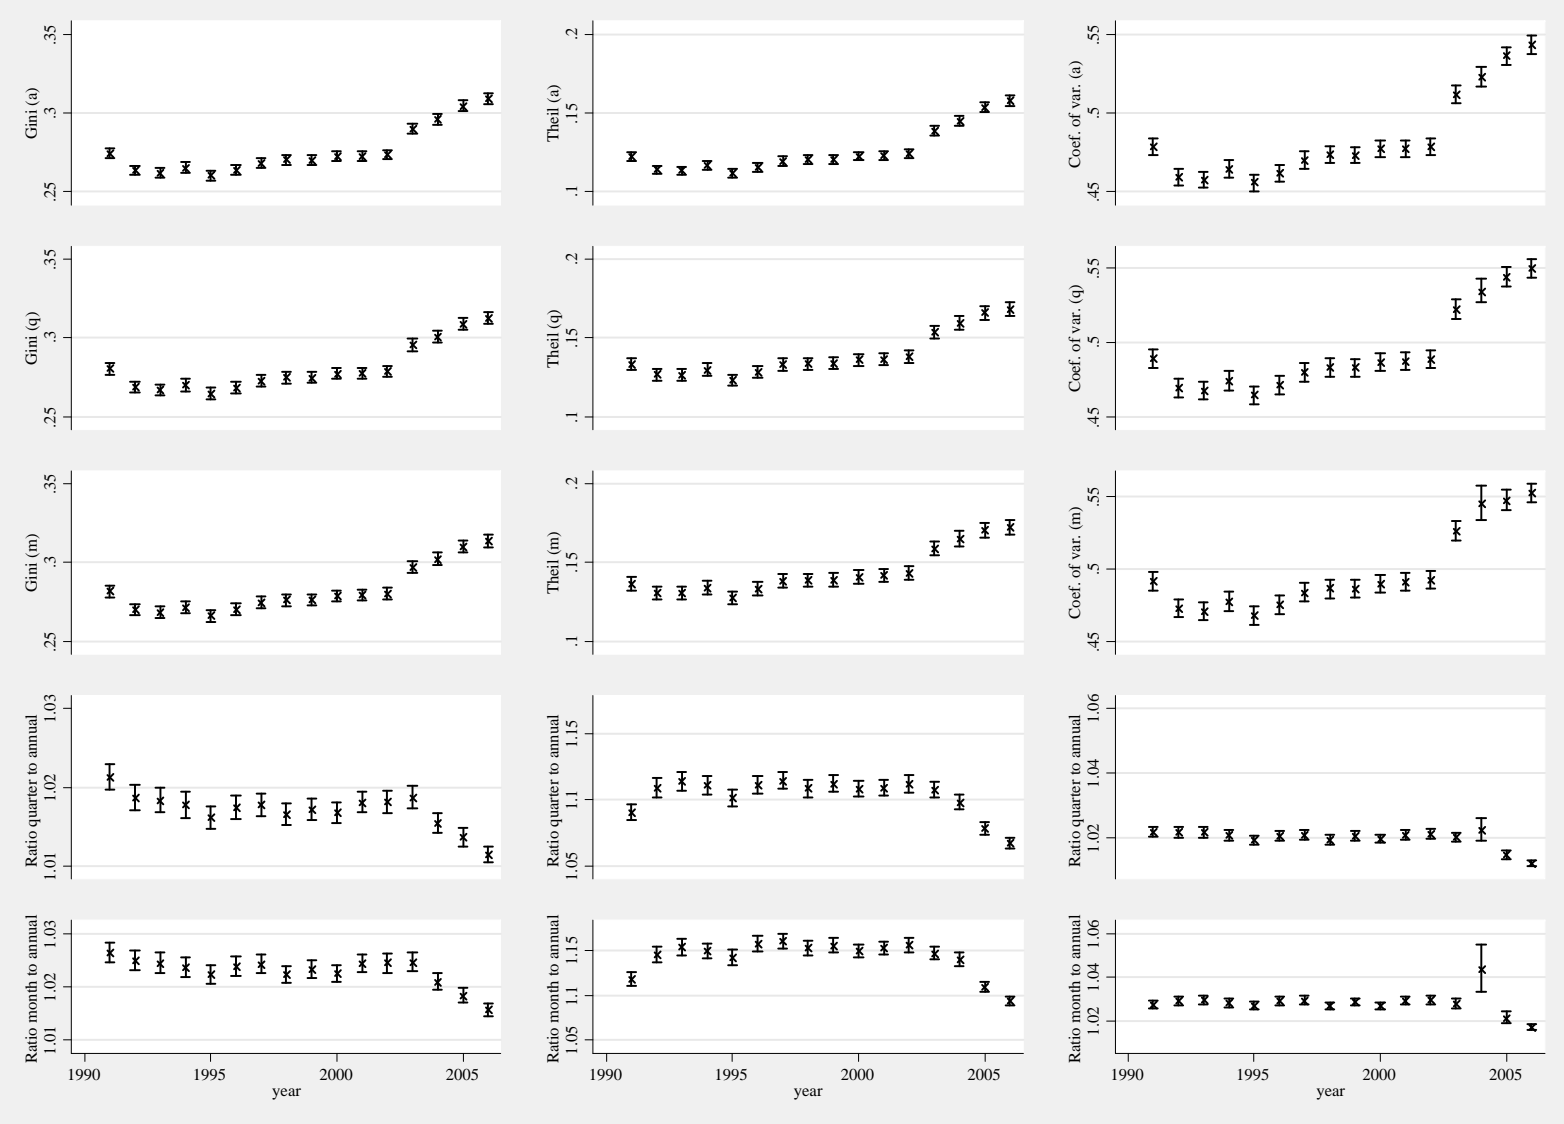 Gini (a)
.25 .3 .35
Theil (a)
.1 .15 .2
Coef. of var. (a)
.45 .5 .55
Gini (q)
.25 .3 .35
Theil (q)
.1 .15 .2
Coef. of var. (q)
.45 .5 .55
Gini (m)
.25 .3 .35
Theil (m)
.1 .15 .2
Coef. of var. (m)
.45 .5 .55
Ratio quarter to annual
1.01 1.02 1.03
Ratio quarter to annual
1.05 1.1 1.15
Ratio quarter to annual
1.02 1.04 1.06
Ratio month to annual
1.01 1.02 1.03
Ratio month to annual
1.05 1.1 1.15
Ratio month to annual
1.02 1.04 1.06
1990 1995 2000 2005
year
1990 1995 2000 2005
year
1990 1995 2000 2005
year